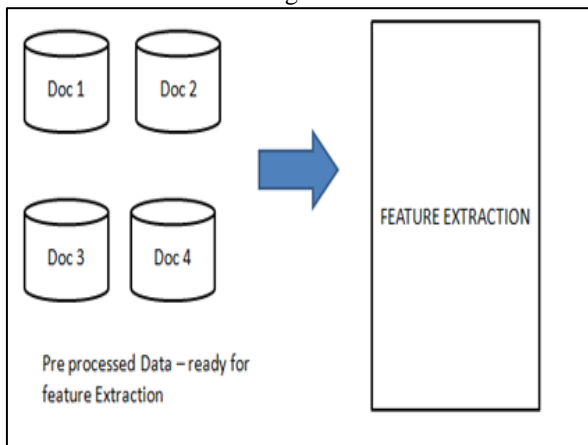 Doc 1
Doc 2
Doc 3
Doc 4
Pre processed Data – ready for
feature Extraction
FEATURE EXTRACTION